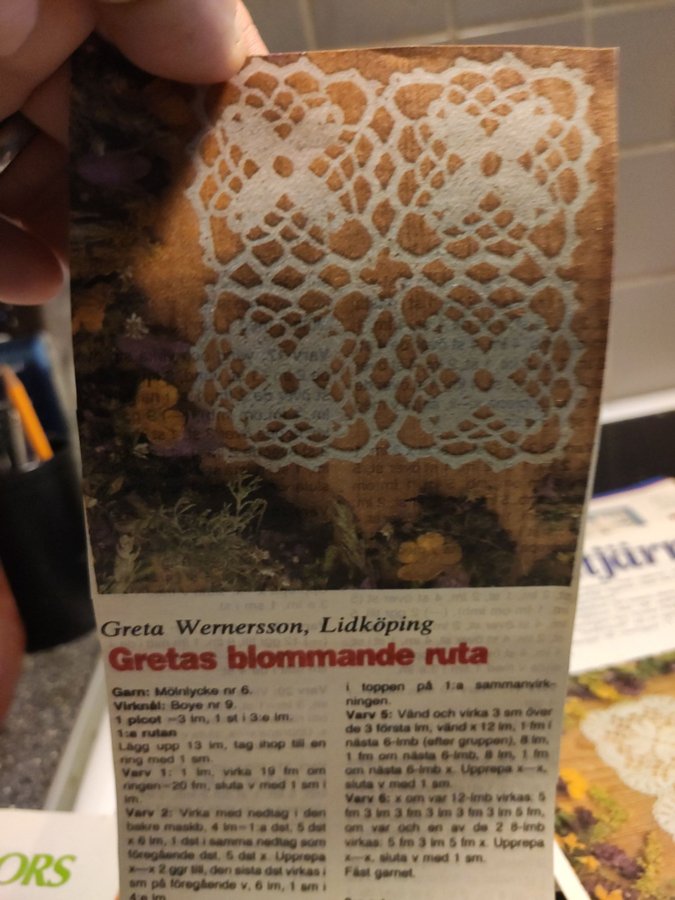 Greta Wernersson, Lidköping
Gretas blommande ruta
Garn: Mölnlycke nr 6.
Virknål: Boye nr 9.
1 picot =3 lm, 1 st i 3:e lm.
1:a rutan
Lägg upp 13 lm, tag ihop till en
ring med 1 sm.
Varv 1: 1 lm, virka 19 fm om
ringen=20 fm, sluta v med 1 sm i
lm.
Varv 2: Virka med nedtag i den
bakre maskb, 4 lm=1:a dst, 5 dst
x 6 lm, 1 dst i samma nedtag som
föregående dst, 5 dst x. Upprepa
x—x 2 ggr till, den sista dst virkas i
sm på föregående v, 6 lm, 1 sm i
4:e lm
i toppen på 1:a sammanvirk-
ningen.
Varv 5: Vänd och virka 3 sm över
de 3 första lm, vänd x 12 lm, 1 fm i
nästa 6-lmb (efter gruppen), 8 lm,
1 fm om nästa 6-lmb, 8 lm, 1 fm
om nästa 6-lmb x. Upprepa x—x,
sluta v med 1 sm.
Varv 6: x om var 12-lmb virkas: 5
fm 3 lm 3 fm 3 lm 3 fm 3 lm 5 fm,
om var och en av de 2 8-lmb
virkas: 5 fm 3 lm 5 fm x. Upprepa
x—x, sluta v med 1 sm.
Fäst garnet.
ORS